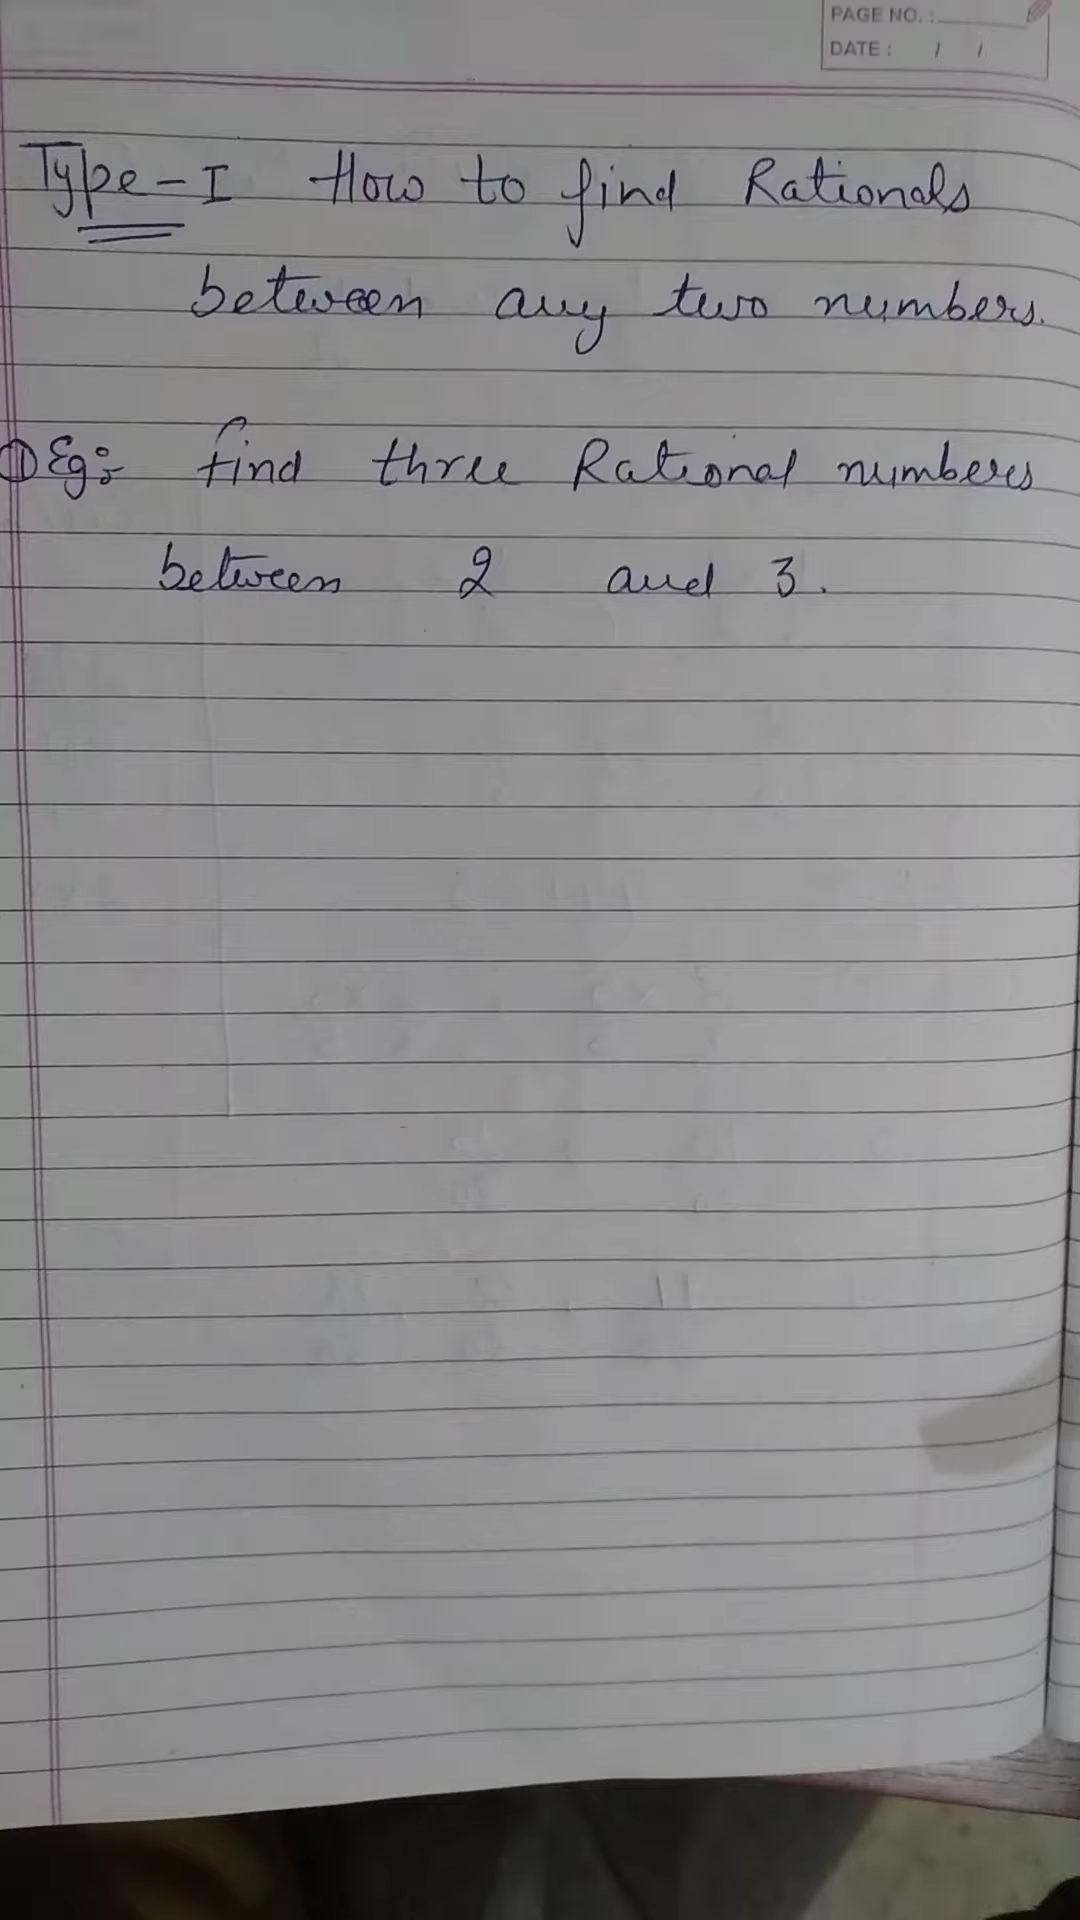 PAGE NO. :
DATE : / /
Type-I How to find Rationals
between any two numbers.
① Eg:- find three Rational numbers
between 2 and 3.